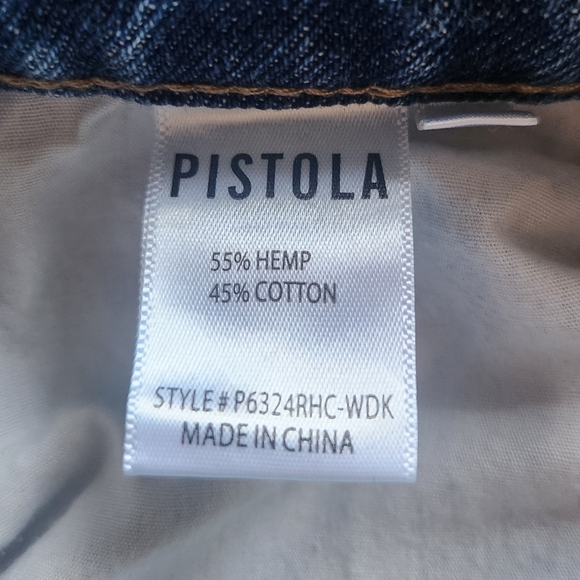 PISTOLA
55% HEMP
45% COTTON
STYLE# P6324RHC-WDK
MADE IN CHINA